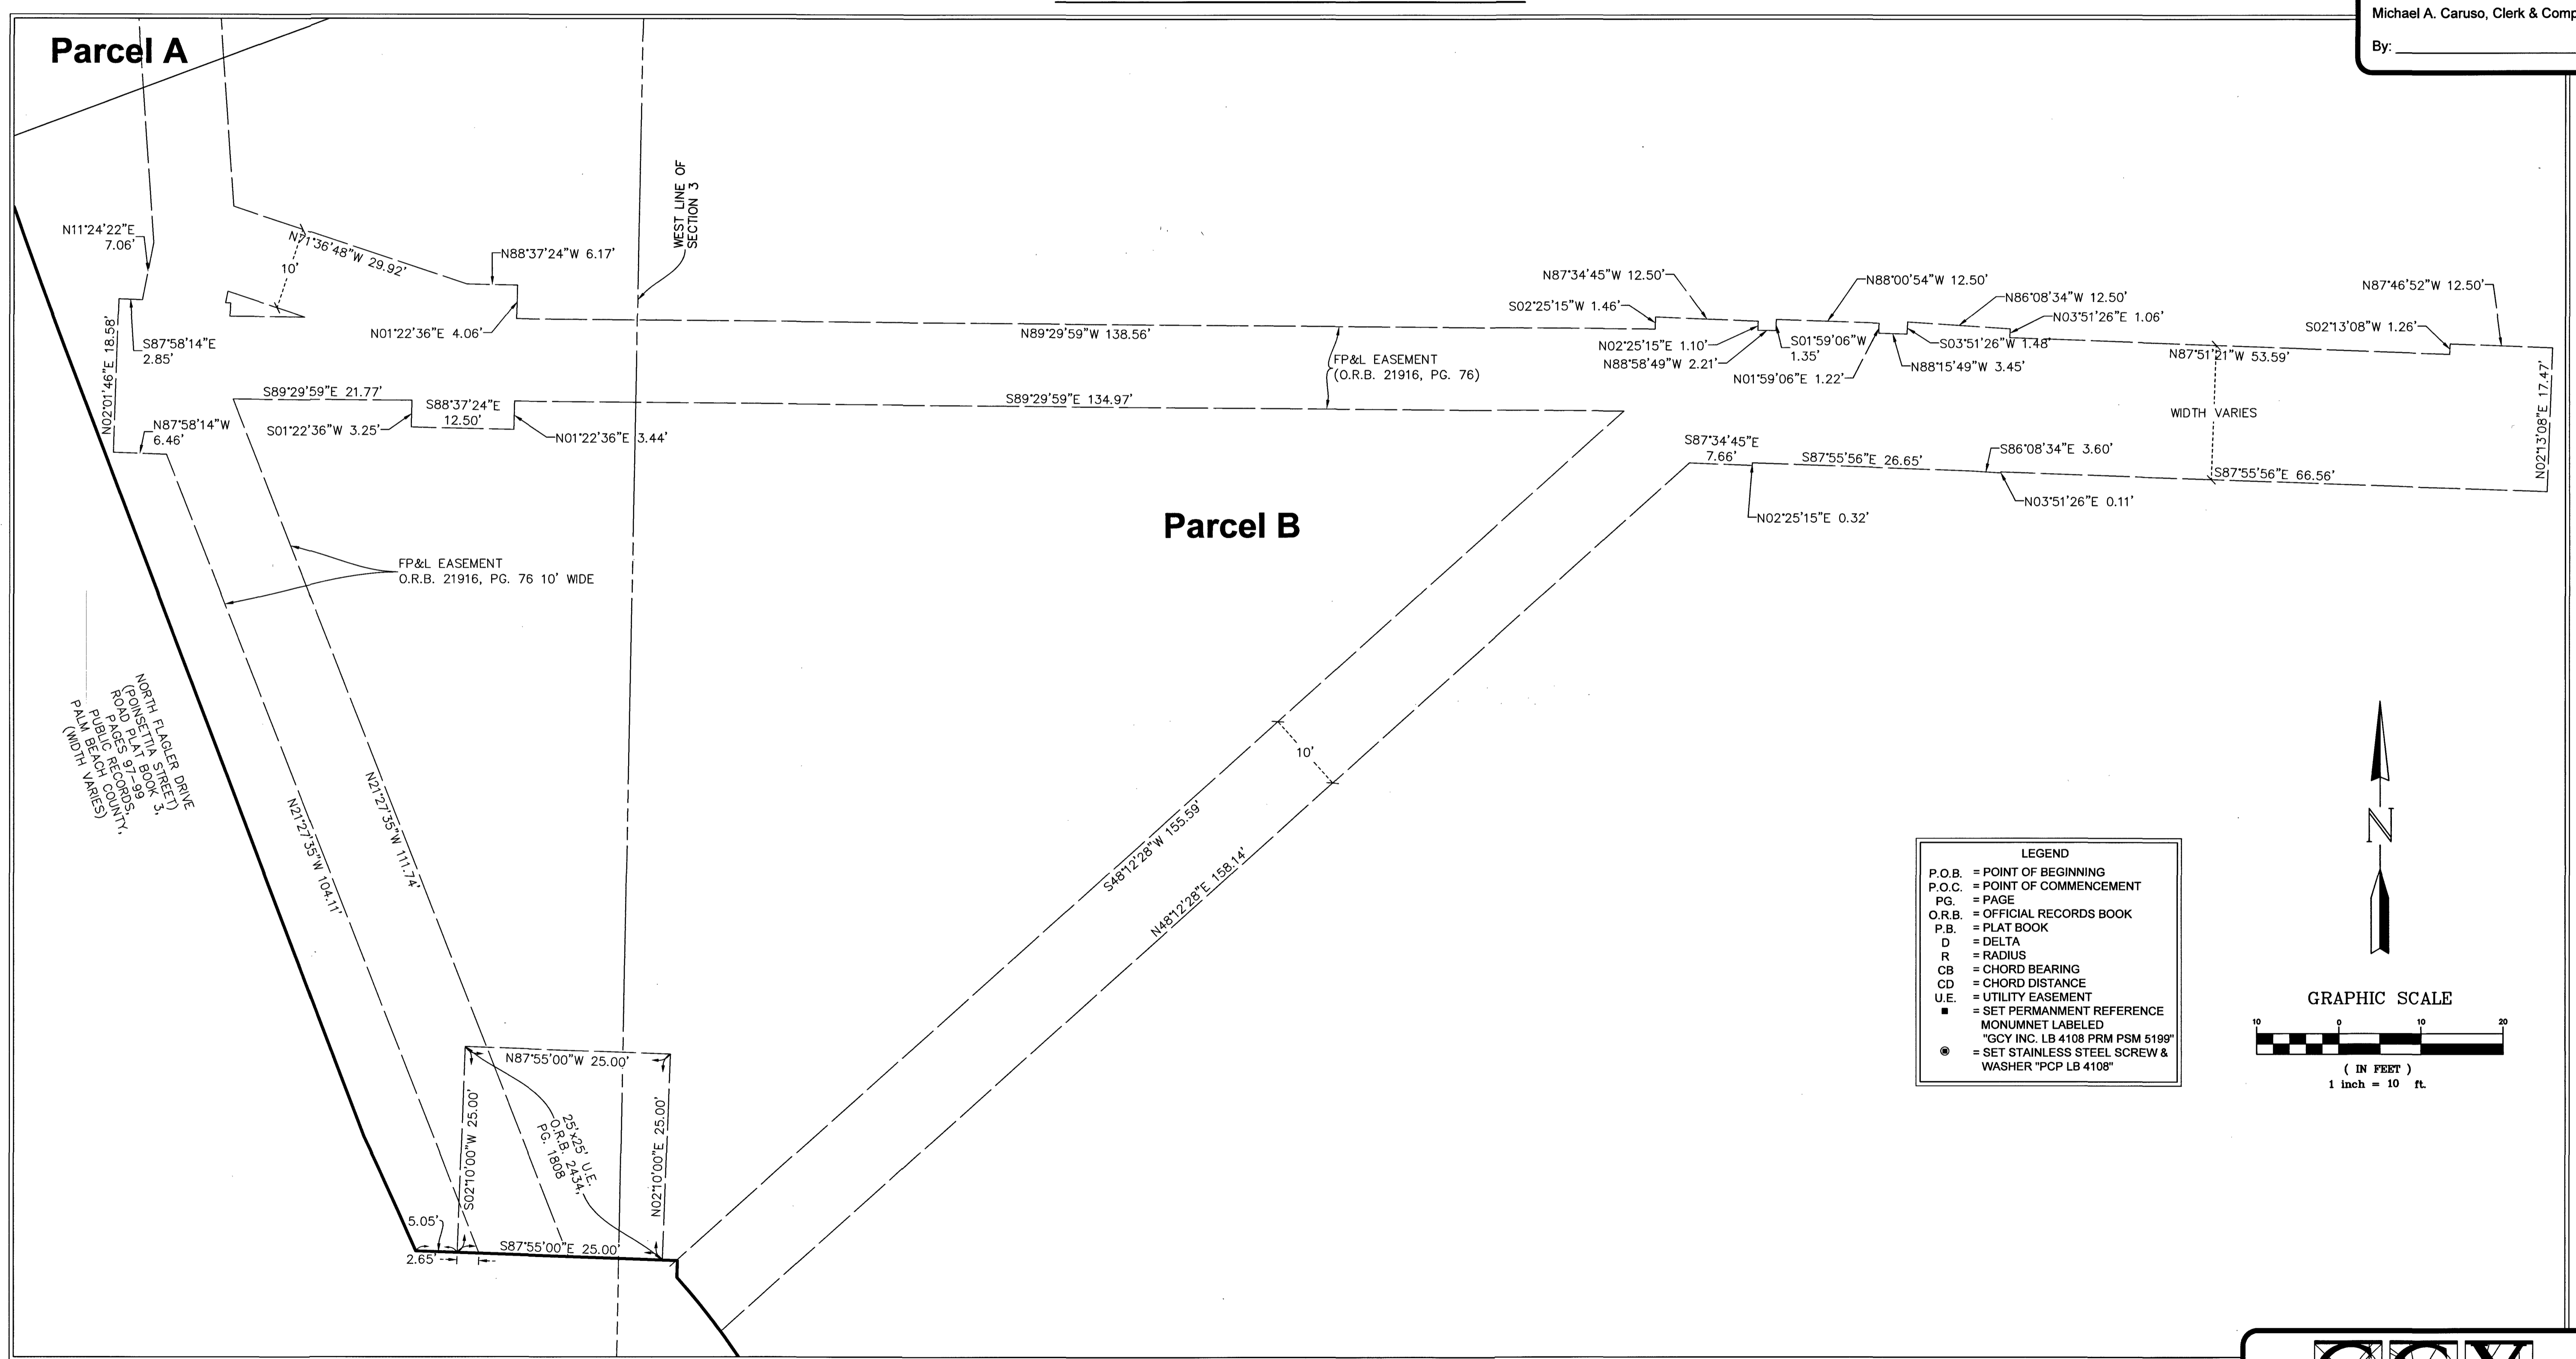 Michael A. Caruso, Clerk & Comp
By:
Parcel A
N11°24'22"E
7.06'
N71°36'48"W 29.92'
10'
N88°37'24"W 6.17'
WEST LINE OF
SECTION 3
N01°22'36"E 4.06'
S87°58'14"E
2.85'
N02°01'46"E 18.58'
N87°58'14"W
6.46'
S89°29'59"E 21.77'
S01°22'36"W 3.25'
S88°37'24"E
12.50'
N01°22'36"E 3.44'
N89°29'59"W 138.56'
S89°29'59"E 134.97'
FP&L EASEMENT
(O.R.B. 21916, PG. 76)
N87°34'45"W 12.50'
S02°25'15"W 1.46'
N02°25'15"E 1.10'
N88°58'49"W 2.21'
N88°00'54"W 12.50'
S01°59'06"W
1.35'
N01°59'06"E 1.22'
N86°08'34"W 12.50'
N03°51'26"E 1.06'
S03°51'26"W 1.48'
N88°15'49"W 3.45'
N87°51'21"W 53.59'
N87°46'52"W 12.50'
S02°13'08"W 1.26'
WIDTH VARIES
N02°13'08"E 17.47'
S87°34'45"E
7.66'
S87°55'56"E 26.65'
S86°08'34"E 3.60'
S87°55'56"E 66.56'
N03°51'26"E 0.11'
N02°25'15"E 0.32'
Parcel B
FP&L EASEMENT
O.R.B. 21916, PG. 76 10' WIDE
NORTH FLAGLER DRIVE
(POINSETTIA STREET)
ROAD PLAT BOOK 3,
PAGES 97-99
PUBLIC RECORDS,
PALM BEACH COUNTY,
(WIDTH VARIES)
N21°27'35"W 104.11'
N21°27'35"W 111.74'
S48°12'28"W 155.59'
10'
N48°12'28"E 158.14'
N87°55'00"W 25.00'
S02°10'00"W 25.00'
25'x25' U.E.
O.R.B. 2434,
PG. 1808
N02°10'00"E 25.00'
5.05'
S87°55'00"E 25.00'
2.65'
LEGEND
P.O.B. = POINT OF BEGINNING
P.O.C. = POINT OF COMMENCEMENT
PG. = PAGE
O.R.B. = OFFICIAL RECORDS BOOK
P.B. = PLAT BOOK
D = DELTA
R = RADIUS
CB = CHORD BEARING
CD = CHORD DISTANCE
U.E. = UTILITY EASEMENT
■ = SET PERMANMENT REFERENCE
MONUMNET LABELED
"GCY INC. LB 4108 PRM PSM 5199"
= SET STAINLESS STEEL SCREW &
WASHER "PCP LB 4108"
N
GRAPHIC SCALE
10 0 10 20
( IN FEET )
1 inch = 10 ft.
GCY